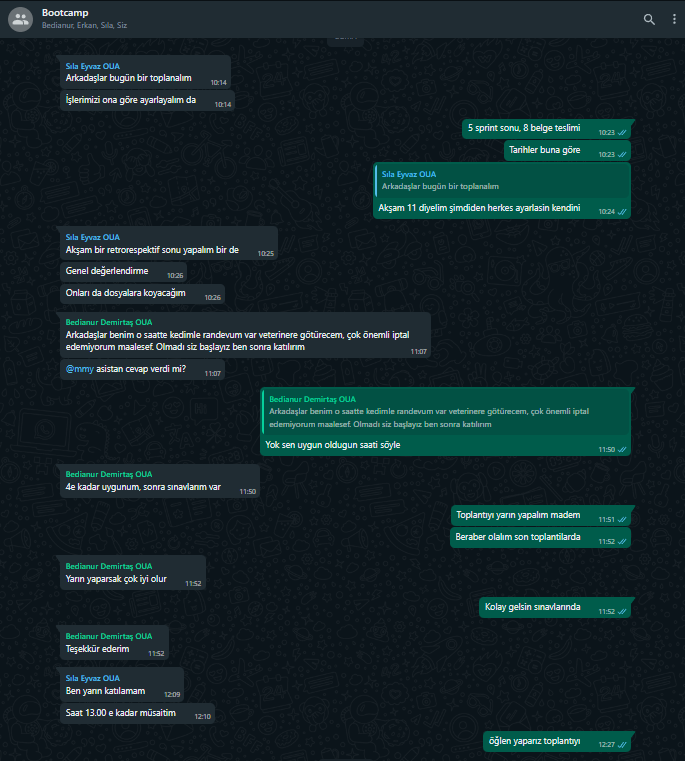 Bootcamp
Bedianur, Erkan, Sıla, Siz
Sıla Eyvaz OUA
Arkadaşlar bugün bir toplanalım
10:14
İşlerimizi ona göre ayarlayalım da
10:14
5 sprint sonu, 8 belge teslimi
10:23
Tarihler buna göre
10:23
Sıla Eyvaz OUA
Arkadaşlar bugün bir toplanalım
Akşam 11 diyelim şimdiden herkes ayarlasin kendini
10:24
Sıla Eyvaz OUA
Akşam bir retrorespektif sonu yapalım bir de
10:25
Genel değerlendirme
10:26
Onları da dosyalara koyacağım
10:26
Bedianur Demirtaş OUA
Arkadaşlar benim o saatte kedimle randevum var veterinere götürecem, çok önemli iptal
edemiyorum maalesef. Olmadı siz başlayız ben sonra katılırım
11:07
@mmy asistan cevap verdi mi?
11:07
Bedianur Demirtaş OUA
Arkadaşlar benim o saatte kedimle randevum var veterinere götürecem, çok önemli iptal
edemiyorum maalesef. Olmadı siz başlayız ben sonra katılırım
Yok sen uygun oldugun saati söyle
11:50
Bedianur Demirtaş OUA
4e kadar uygunum, sonra sınavlarım var
11:50
Toplantıyı yarın yapalım madem
11:51
Beraber olalım son toplantilarda
11:52
Bedianur Demirtaş OUA
Yarın yaparsak çok iyi olur
11:52
Kolay gelsin sınavlarında
11:52
Bedianur Demirtaş OUA
Teşekkür ederim
11:52
Sıla Eyvaz OUA
Ben yarın katılamam
12:09
Saat 13.00 e kadar müsaitim
12:10
öğlen yaparız toplantıyı
12:27